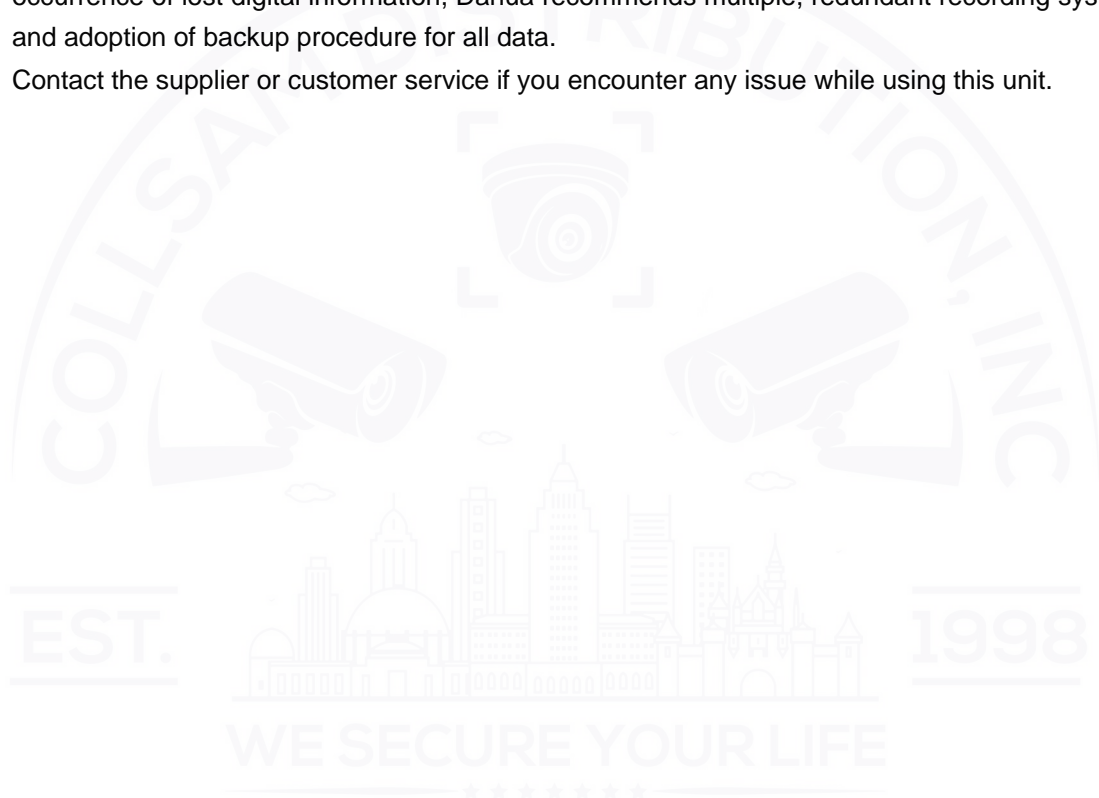 occurrence of lost digital information, Dahua recommends multiple, redundant recording sys
and adoption of backup procedure for all data.
Contact the supplier or customer service if you encounter any issue while using this unit.
COLLSAM DISTRIBUTION, INC
EST.
1998
WE SECURE YOUR LIFE